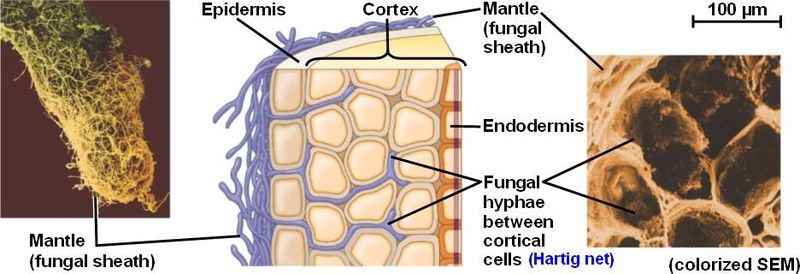 Epidermis
Cortex
Mantle
(fungal
sheath)
100 µm
Endodermis
Fungal
hyphae
between
cortical
cells (Hartig net)
Mantle
(fungal sheath)
(colorized SEM)